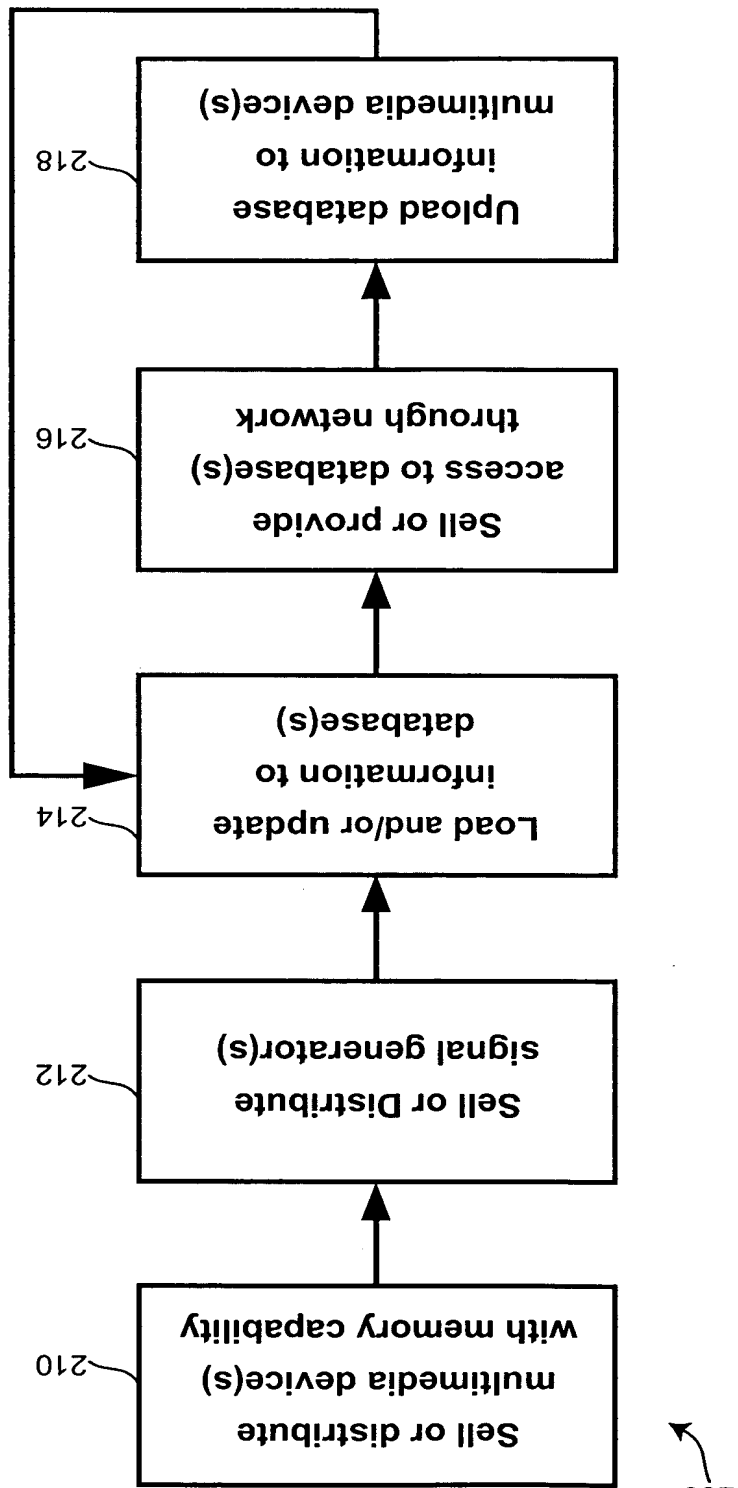 Sell or distribute
multimedia device(s)
with memory capability
210
Sell or Distribute
signal generator(s)
212
Load and/or update
information to
database(s)
214
Sell or provide
access to database(s)
through network
216
Upload database
information to
multimedia device(s)
218